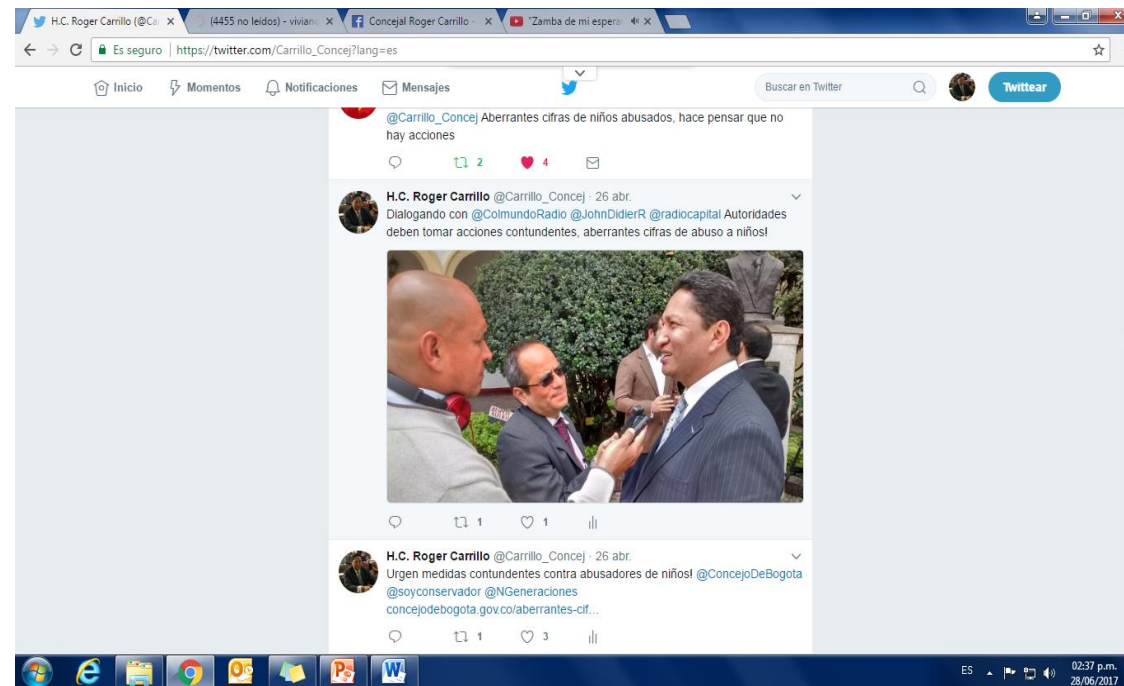 H.C. Roger Carrillo (@Ca
(4455 no leídos) - viviano
Concejal Roger Carrillo -
"Zamba de mi espera
Es seguro | https://twitter.com/Carrillo_Concej?lang=es
Inicio Momentos Notificaciones Mensajes Buscar en Twitter Twittear
@Carrillo_Concej Aberrantes cifras de niños abusados, hace pensar que no
hay acciones
2 4
H.C. Roger Carrillo @Carrillo_Concej · 26 abr.
Dialogando con @ColmundoRadio @JohnDidierR @radiocapital Autoridades
deben tomar acciones contundentes, aberrantes cifras de abuso a niños!
1 1
H.C. Roger Carrillo @Carrillo_Concej · 26 abr.
Urgen medidas contundentes contra abusadores de niños! @ConcejoDeBogota
@soyconservador @NGeneraciones
concejodebogota.gov.co/aberrantes-cif...
1 3
ES 02:37 p.m.
28/06/2017